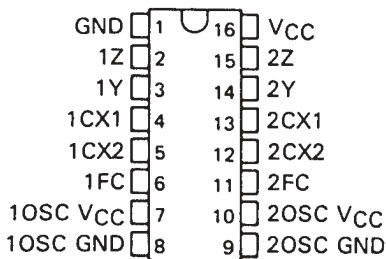 GND 1 16 VCC
1Z 2 15 2Z
1Y 3 14 2Y
1CX1 4 13 2CX1
1CX2 5 12 2CX2
1FC 6 11 2FC
1OSC VCC 7 10 2OSC VCC
1OSC GND 8 9 2OSC GND